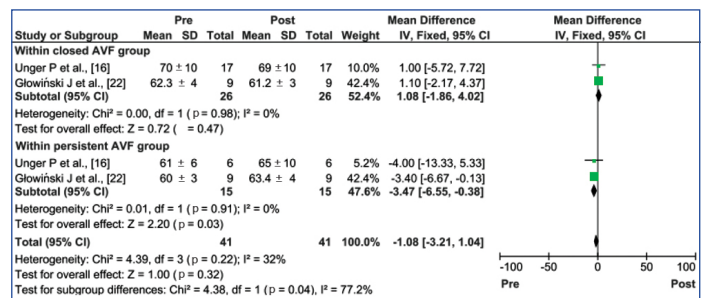 Pre Post Mean Difference Mean Difference
Study or Subgroup Mean SD Total Mean SD Total Weight IV, Fixed, 95% CI IV, Fixed, 95% CI
Within closed AVF group
Unger P et al., [16] 70 ± 10 17 69 ± 10 17 10.0% 1.00 [-5.72, 7.72]
Głowiński J et al., [22] 62.3 ± 4 9 61.2 ± 3 9 42.4% 1.10 [-2.17, 4.37]
Subtotal (95% CI) 26 26 52.4% 1.08 [-1.86, 4.02]
Heterogeneity: Chi² = 0.00, df = 1 (p = 0.98); I² = 0%
Test for overall effect: Z = 0.72 ( = 0.47)
Within persistent AVF group
Unger P et al., [16] 61 ± 6 6 65 ± 10 6 5.2% -4.00 [-13.33, 5.33]
Głowiński J et al., [22] 60 ± 3 9 63.4 ± 4 9 42.4% -3.40 [-6.67, -0.13]
Subtotal (95% CI) 15 15 47.6% -3.47 [-6.55, -0.38]
Heterogeneity: Chi² = 0.01, df = 1 (p = 0.91); I² = 0%
Test for overall effect: Z = 2.20 (p = 0.03)
Total (95% CI) 41 41 100.0% -1.08 [-3.21, 1.04]
Heterogeneity: Chi² = 4.39, df = 3 (p = 0.22); I² = 32%
Test for overall effect: Z = 1.00 (p = 0.32)
Test for subgroup differences: Chi² = 4.38, df = 1 (p = 0.04), I² = 77.2%
-100 -50 0 50 100
Pre Post